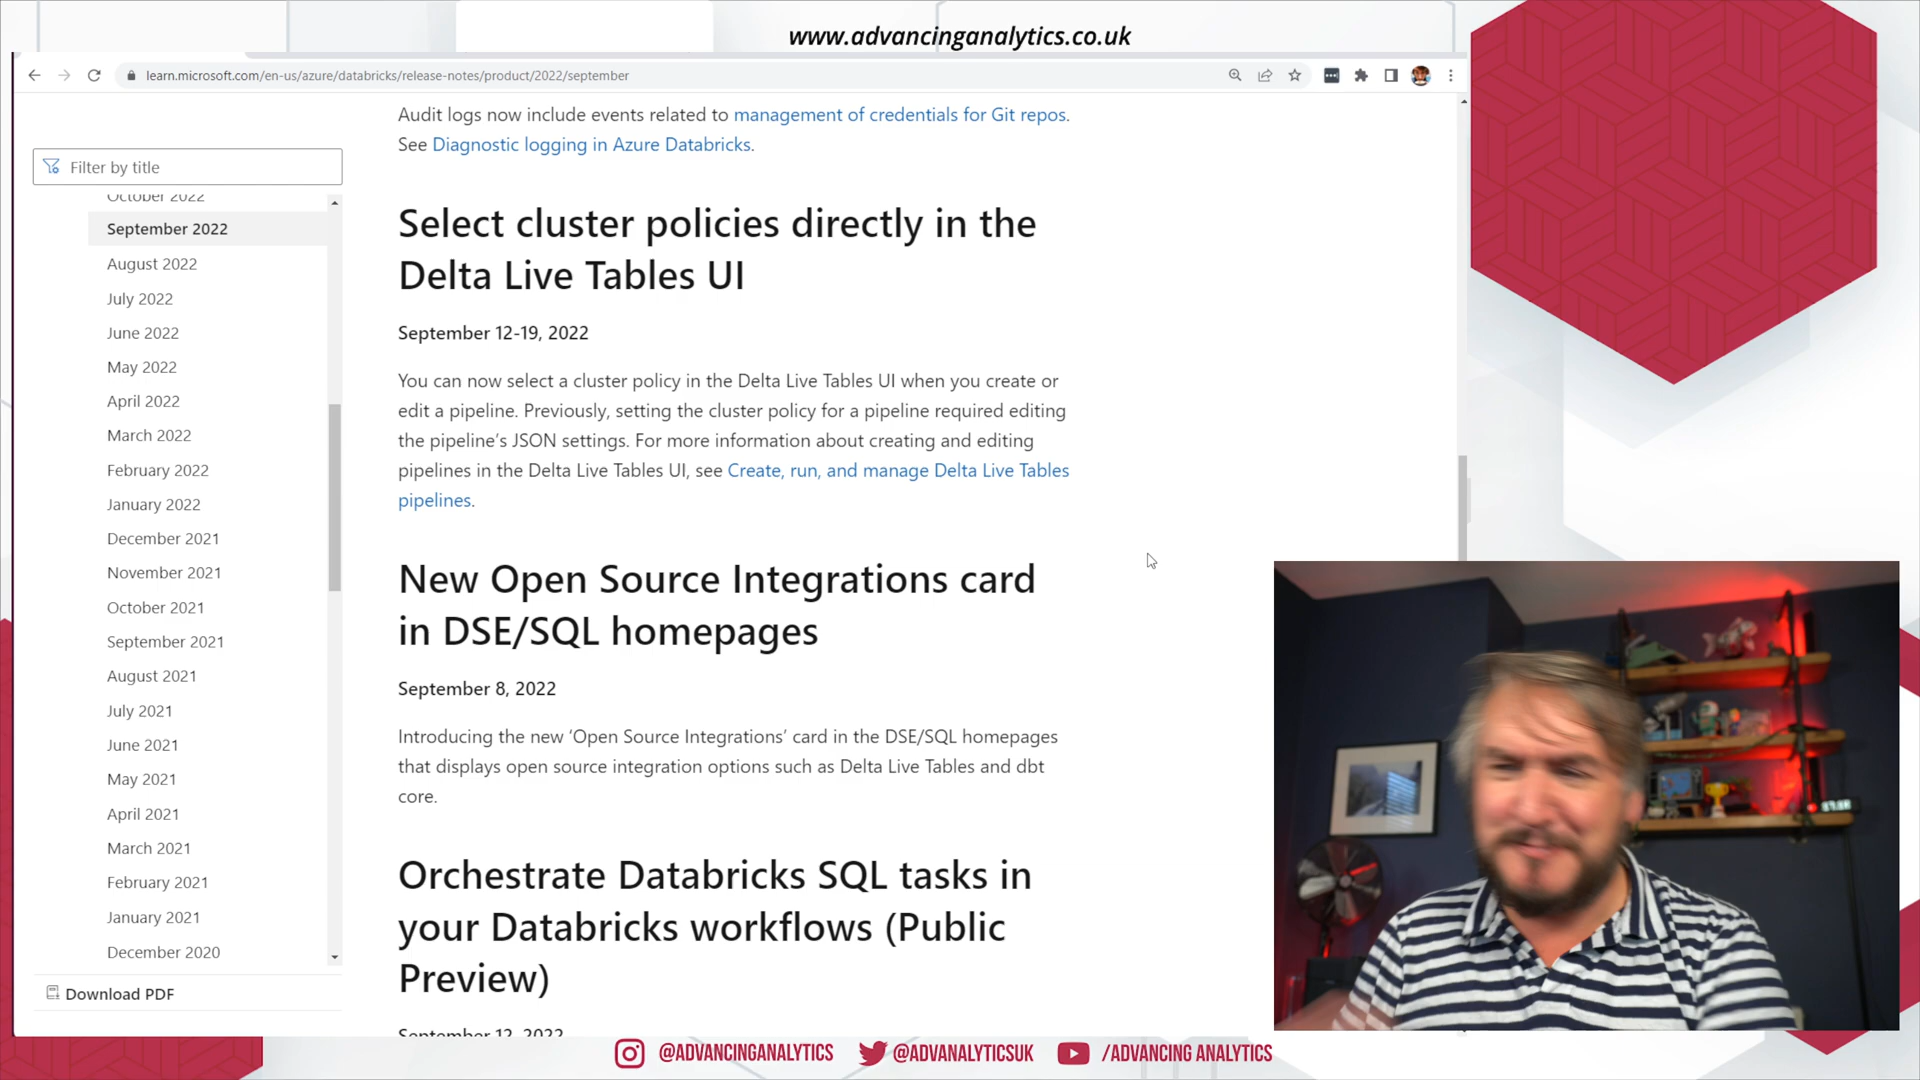 www.advancinganalytics.co.uk
learn.microsoft.com/en-us/azure/databricks/release-notes/product/2022/september
Filter by title
October 2022
September 2022
August 2022
July 2022
June 2022
May 2022
April 2022
March 2022
February 2022
January 2022
December 2021
November 2021
October 2021
September 2021
August 2021
July 2021
June 2021
May 2021
April 2021
March 2021
February 2021
January 2021
December 2020
Download PDF
Audit logs now include events related to management of credentials for Git repos.
See Diagnostic logging in Azure Databricks.
Select cluster policies directly in the
Delta Live Tables UI
September 12-19, 2022
You can now select a cluster policy in the Delta Live Tables UI when you create or
edit a pipeline. Previously, setting the cluster policy for a pipeline required editing
the pipeline’s JSON settings. For more information about creating and editing
pipelines in the Delta Live Tables UI, see Create, run, and manage Delta Live Tables
pipelines.
New Open Source Integrations card
in DSE/SQL homepages
September 8, 2022
Introducing the new ‘Open Source Integrations’ card in the DSE/SQL homepages
that displays open source integration options such as Delta Live Tables and dbt
core.
Orchestrate Databricks SQL tasks in
your Databricks workflows (Public
Preview)
September 12, 2022
@ADVANCINGANALYTICS @ADVANALYTICSUK /ADVANCING ANALYTICS